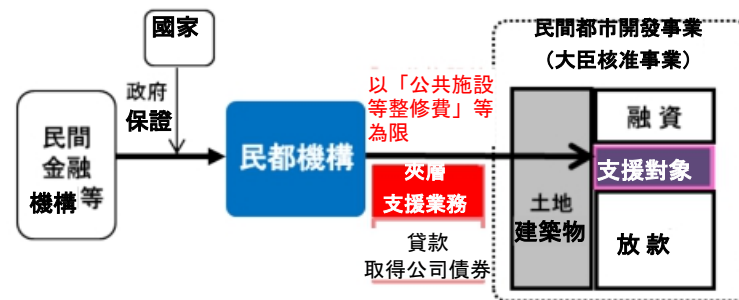 國家
政府
保證
民間
金融
機構等
民都機構
以「公共施設
等整修費」等
為限
夾層
支援業務
貸款
取得公司債券
民間都市開發事業
（大臣核准事業）
土地
建築物
融資
支援對象
放款